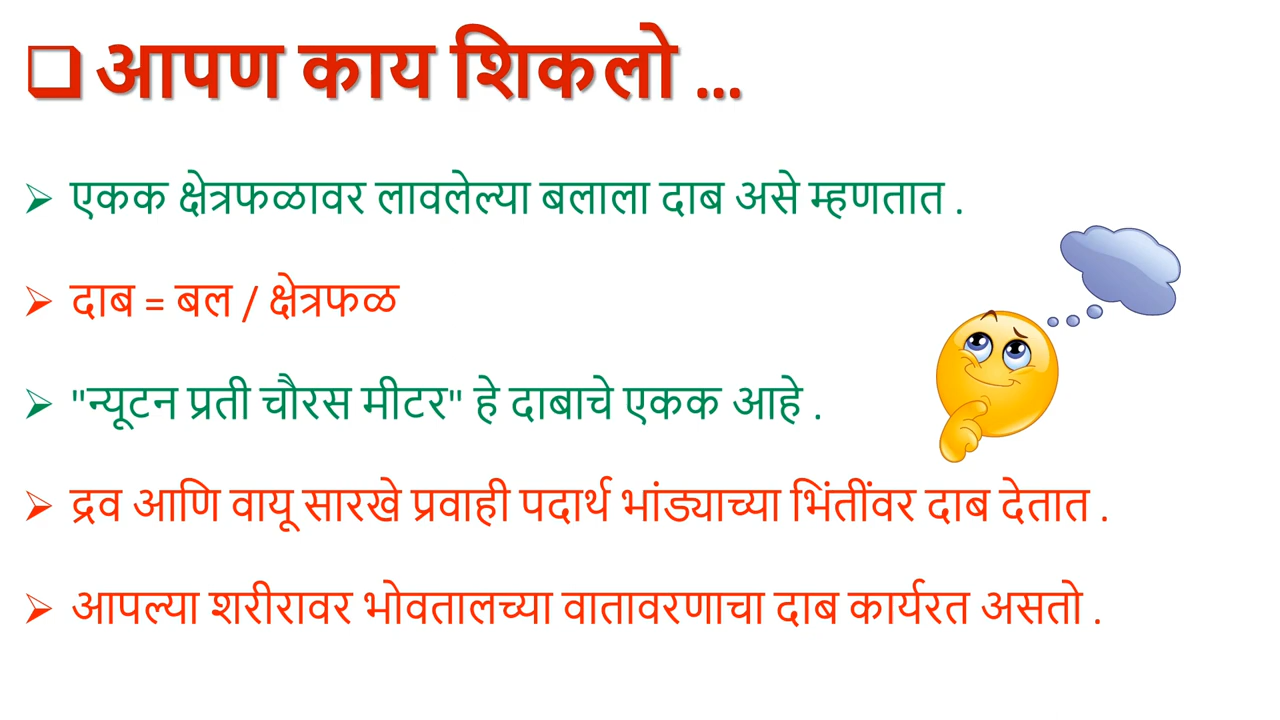 आपण काय शिकलो ...
एकक क्षेत्रफळावर लावलेल्या बलाला दाब असे म्हणतात .
दाब = बल / क्षेत्रफळ
"न्यूटन प्रती चौरस मीटर" हे दाबाचे एकक आहे .
द्रव आणि वायू सारखे प्रवाही पदार्थ भांड्याच्या भिंतींवर दाब देतात .
आपल्या शरीरावर भोवतालच्या वातावरणाचा दाब कार्यरत असतो .